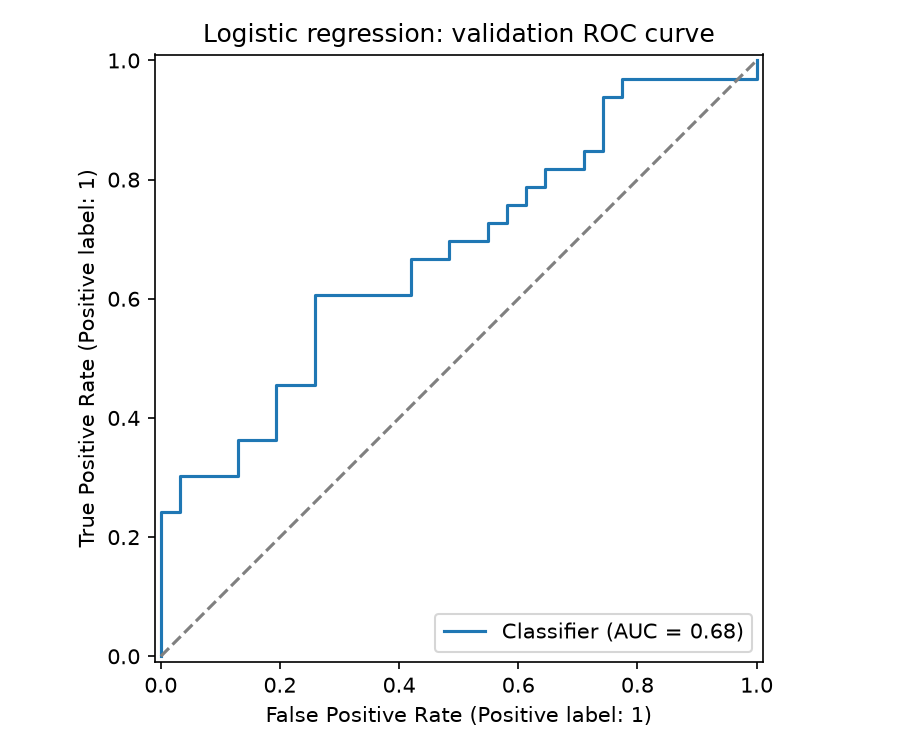 Logistic regression: validation ROC curve
True Positive Rate (Positive label: 1)
1.0
0.8
0.6
0.4
0.2
0.0
Classifier (AUC = 0.68)
0.0 0.2 0.4 0.6 0.8 1.0
False Positive Rate (Positive label: 1)